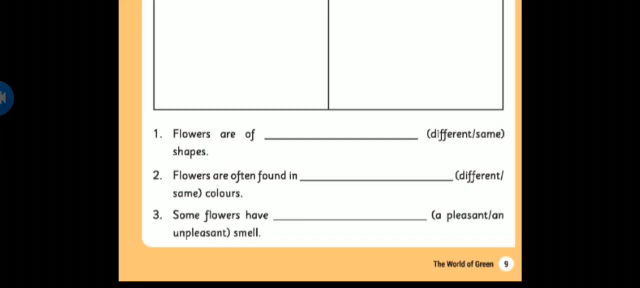 1. Flowers are of ____________________ (different/same)
shapes.
2. Flowers are often found in ____________________ (different/
same) colours.
3. Some flowers have ____________________ (a pleasant/an
unpleasant) smell.
The World of Green 9